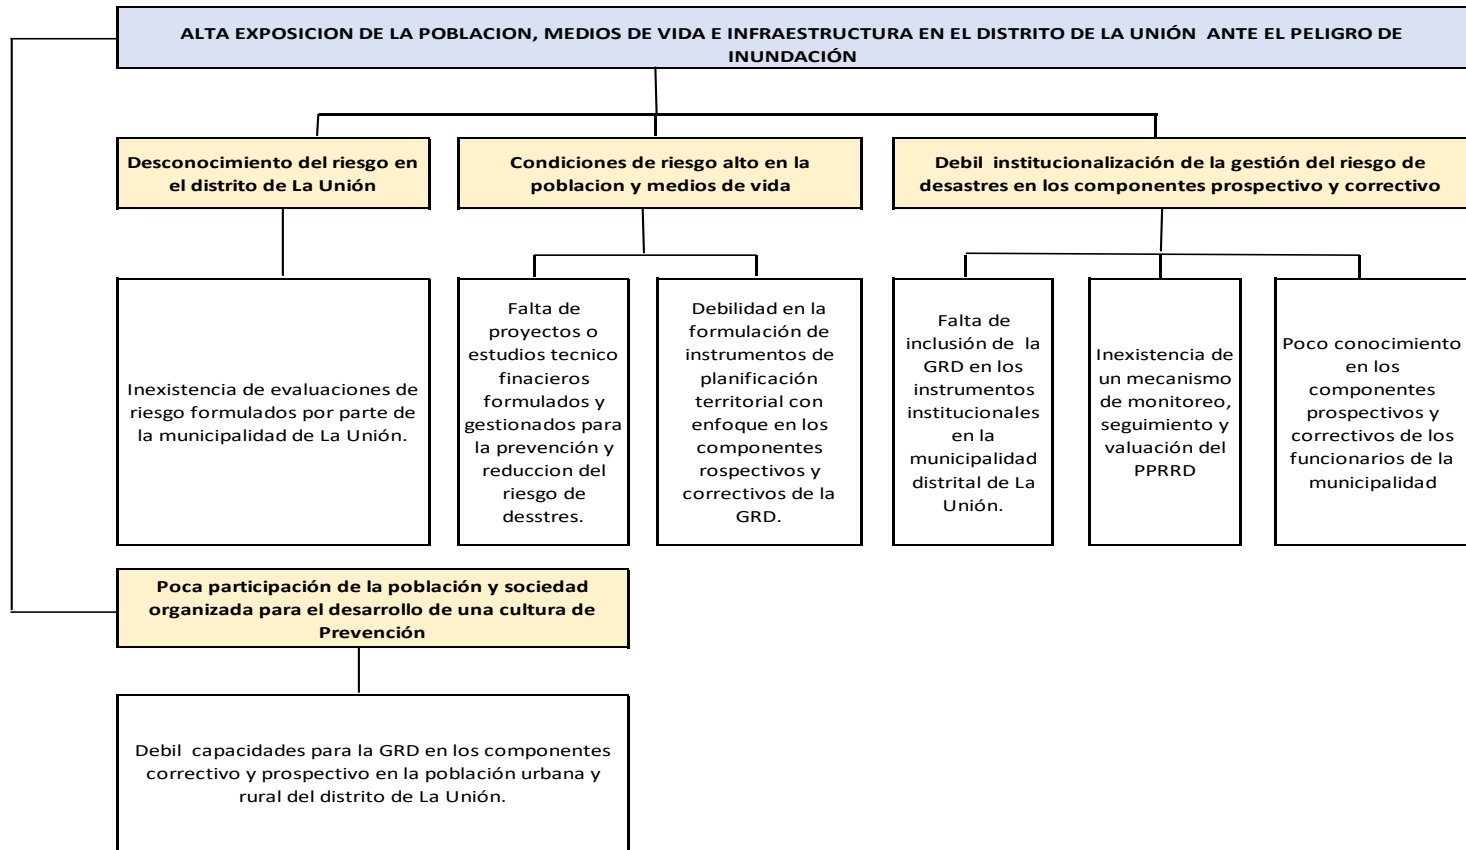 ALTA EXPOSICION DE LA POBLACION, MEDIOS DE VIDA E INFRAESTRUCTURA EN EL DISTRITO DE LA UNIÓN ANTE EL PELIGRO DE
INUNDACIÓN
Desconocimiento del riesgo en
el distrito de La Unión
Condiciones de riesgo alto en la
poblacion y medios de vida
Debil institucionalización de la gestión del riesgo de
desastres en los componentes prospectivo y correctivo
Inexistencia de evaluaciones de
riesgo formulados por parte de
la municipalidad de La Unión.
Falta de
proyectos o
estudios tecnico
finacieros
formulados y
gestionados para
la prevención y
reduccion del
riesgo de
desstres.
Debilidad en la
formulación de
instrumentos de
planificación
territorial con
enfoque en los
componentes
rospectivos y
correctivos de la
GRD.
Falta de
inclusión de la
GRD en los
instrumentos
institucionales
en la
municipalidad
distrital de La
Unión.
Inexistencia de
un mecanismo
de monitoreo,
seguimiento y
valuación del
PPRRD
Poco conocimiento
en los
componentes
prospectivos y
correctivos de los
funcionarios de la
municipalidad
Poca participación de la población y sociedad
organizada para el desarrollo de una cultura de
Prevención
Debil capacidades para la GRD en los componentes
correctivo y prospectivo en la población urbana y
rural del distrito de La Unión.